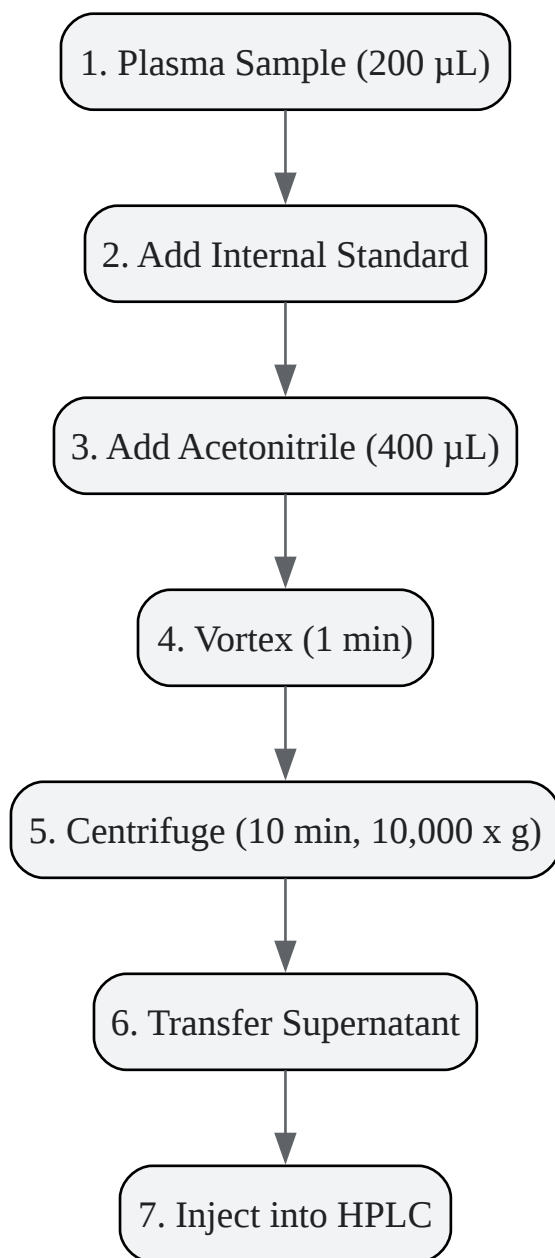 1. Plasma Sample (200 µL)
2. Add Internal Standard
3. Add Acetonitrile (400 µL)
4. Vortex (1 min)
5. Centrifuge (10 min, 10,000 x g)
6. Transfer Supernatant
7. Inject into HPLC